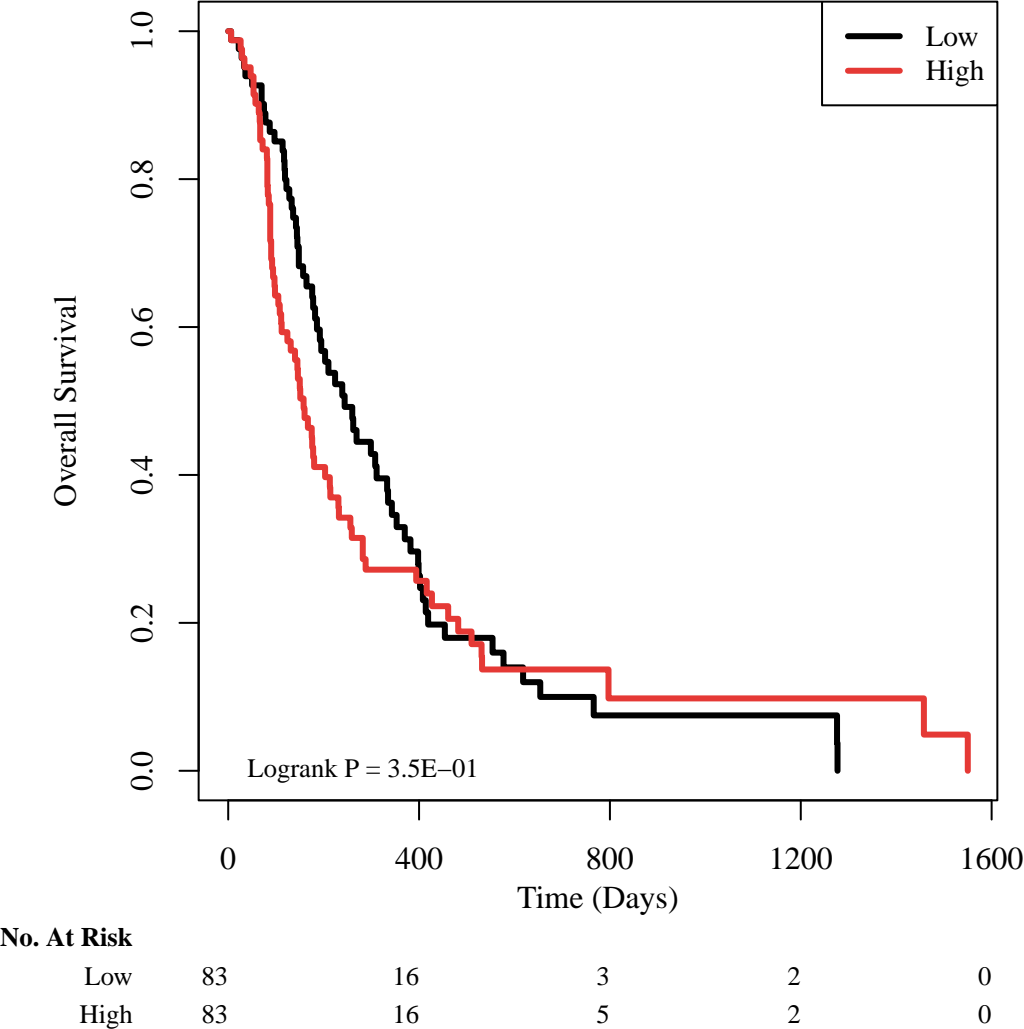 Low
High
1.0
0.8
0.6
0.4
0.2
0.0
Overall Survival
Logrank P = 3.5E−01
0 400 800 1200 1600
Time (Days)
No. At Risk
Low 83 16 3 2 0
High 83 16 5 2 0